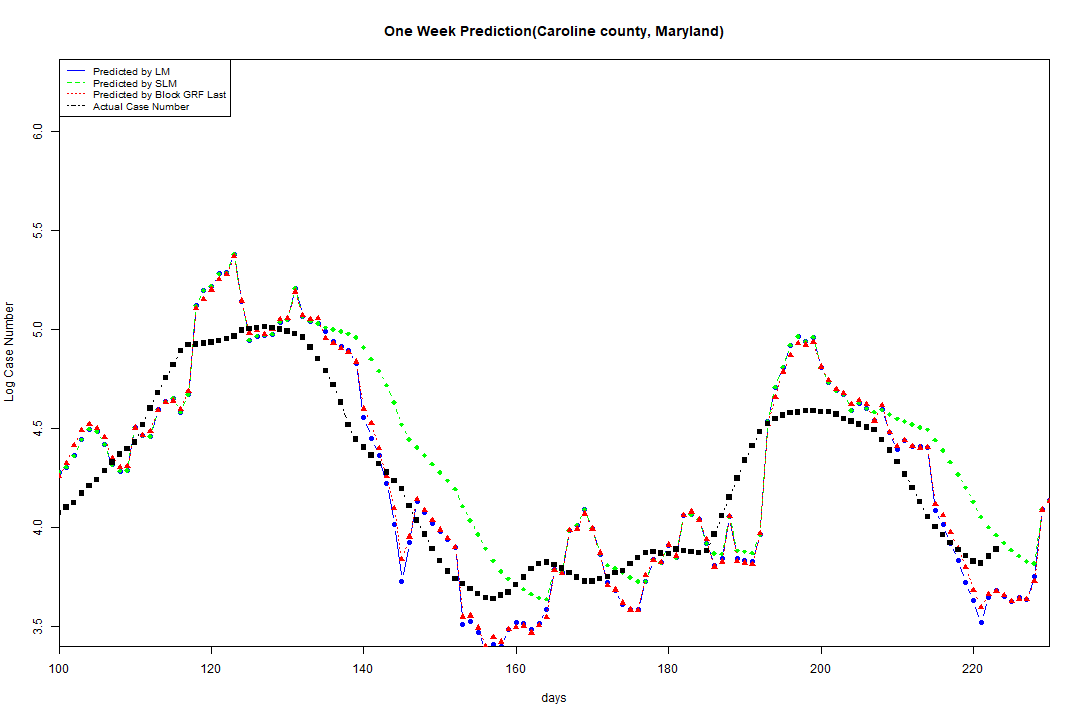 One Week Prediction(Caroline county, Maryland)
Predicted by LM
Predicted by SLM
Predicted by Block GRF Last
Actual Case Number
6.0
5.5
5.0
4.5
4.0
3.5
Log Case Number
100 120 140 160 180 200 220
days